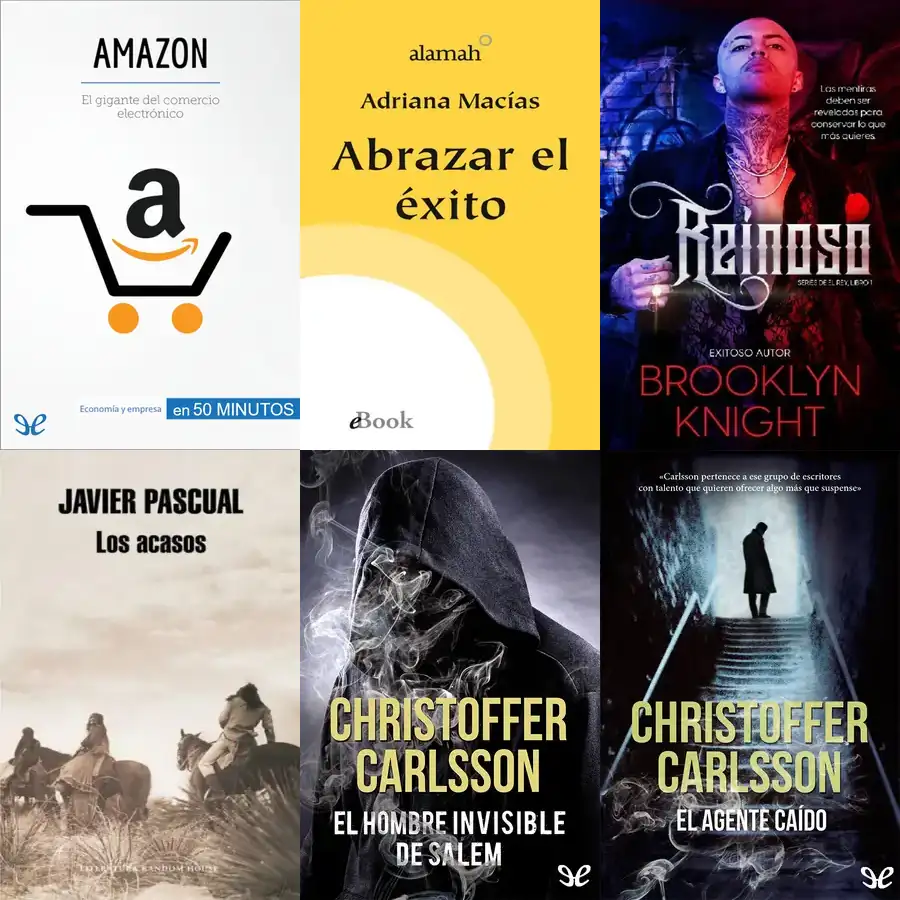 AMAZON
El gigante del comercio
electrónico
a
Economía y empresa en 50 MINUTOS
alamah
Adriana Macías
Abrazar el
éxito
eBook
Las mentiras
deben ser
reveladas para
conservar lo que
más quieres.
Reinoso
SERIES DE EL REY, LIBRO 1
EXITOSO AUTOR
BROOKLYN
KNIGHT
JAVIER PASCUAL
Los acasos
LITERATURA RANDOM HOUSE
CHRISTOFFER
CARLSSON
EL HOMBRE INVISIBLE
DE SALEM
«Carlsson pertenece a ese grupo de escritores
con talento que quieren ofrecer algo más que suspense»
CHRISTOFFER
CARLSSON
EL AGENTE CAÍDO